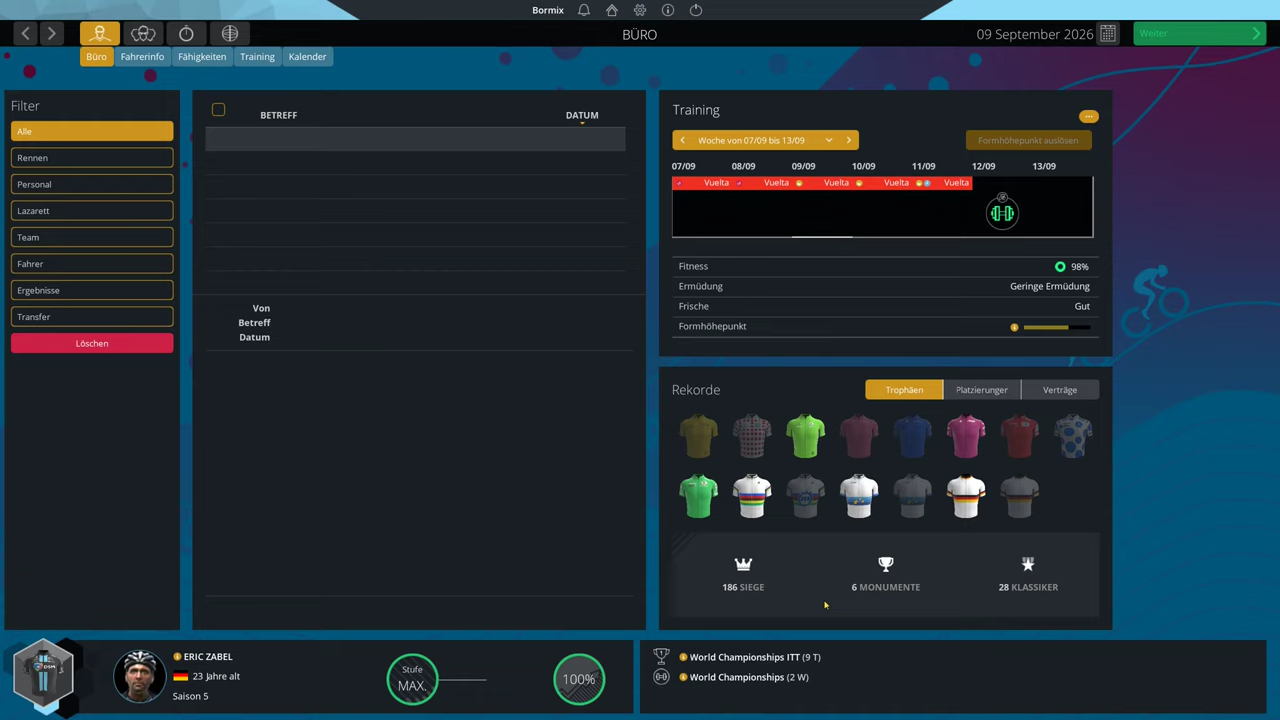 Bormix
BÜRO
09 September 2026
Weiter
Büro
Fahrerinfo
Fähigkeiten
Training
Kalender
Filter
Alle
Rennen
Personal
Lazarett
Team
Fahrer
Ergebnisse
Transfer
Löschen
BETREFF
DATUM
Von
Betreff
Datum
Training
...
Woche von 07/09 bis 13/09
Formhöhepunkt auslösen
07/09 08/09 09/09 10/09 11/09 12/09 13/09
Vuelta Vuelta Vuelta Vuelta Vuelta
Fitness 98%
Ermüdung Geringe Ermüdung
Frische Gut
Formhöhepunkt
Rekorde
Trophäen
Platzierungen
Verträge
186 SIEGE
6 MONUMENTE
28 KLASSIKER
DSM
ERIC ZABEL
23 Jahre alt
Saison 5
Stufe
MAX.
100%
World Championships ITT (9 T)
World Championships (2 W)